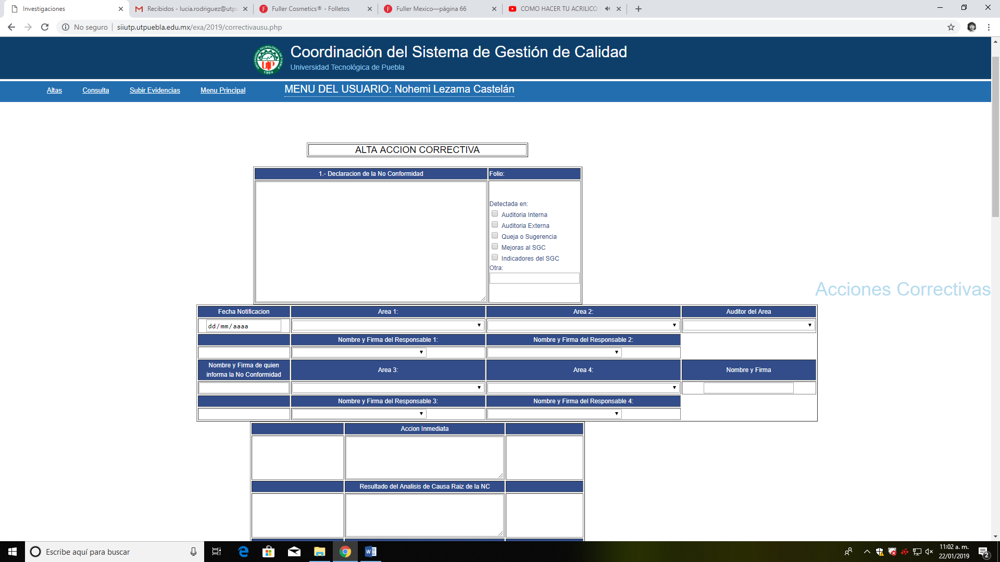 Investigaciones
Recibidos - lucia.rodriguez@utpu
Fuller Cosmetics® - Folletos
Fuller Mexico—página 66
COMO HACER TU ACRILICO
No seguro
siiutp.utpuebla.edu.mx/exa/2019/correctivausu.php
Coordinación del Sistema de Gestión de Calidad
Universidad Tecnológica de Puebla
Altas Consulta Subir Evidencias Menu Principal MENU DEL USUARIO: Nohemi Lezama Castelán
ALTA ACCION CORRECTIVA
1.- Declaracion de la No Conformidad Folio:
Detectada en:
Auditoria Interna
Auditoria Externa
Queja o Sugerencia
Mejoras al SGC
Indicadores del SGC
Otra:
Acciones Correctivas
Fecha Notificacion Area 1: Area 2: Auditor del Area
dd/mm/aaaa
Nombre y Firma del Responsable 1: Nombre y Firma del Responsable 2:
Nombre y Firma de quien
informa la No Conformidad Area 3: Area 4: Nombre y Firma
Nombre y Firma del Responsable 3: Nombre y Firma del Responsable 4:
Accion Inmediata
Resultado del Analisis de Causa Raiz de la NC
Escribe aquí para buscar
11:02 a. m.
22/01/2019
2